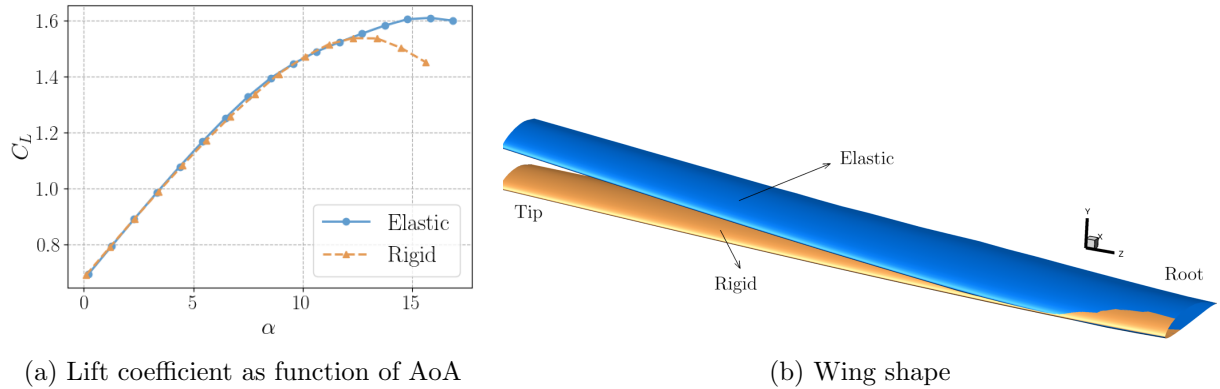 1.6
1.4
1.2
1.0
0.8
C_L
0
5
10
15
α
Elastic
Rigid
Elastic
Tip
Rigid
Y
X
Z
Root
(a) Lift coefficient as function of AoA
(b) Wing shape